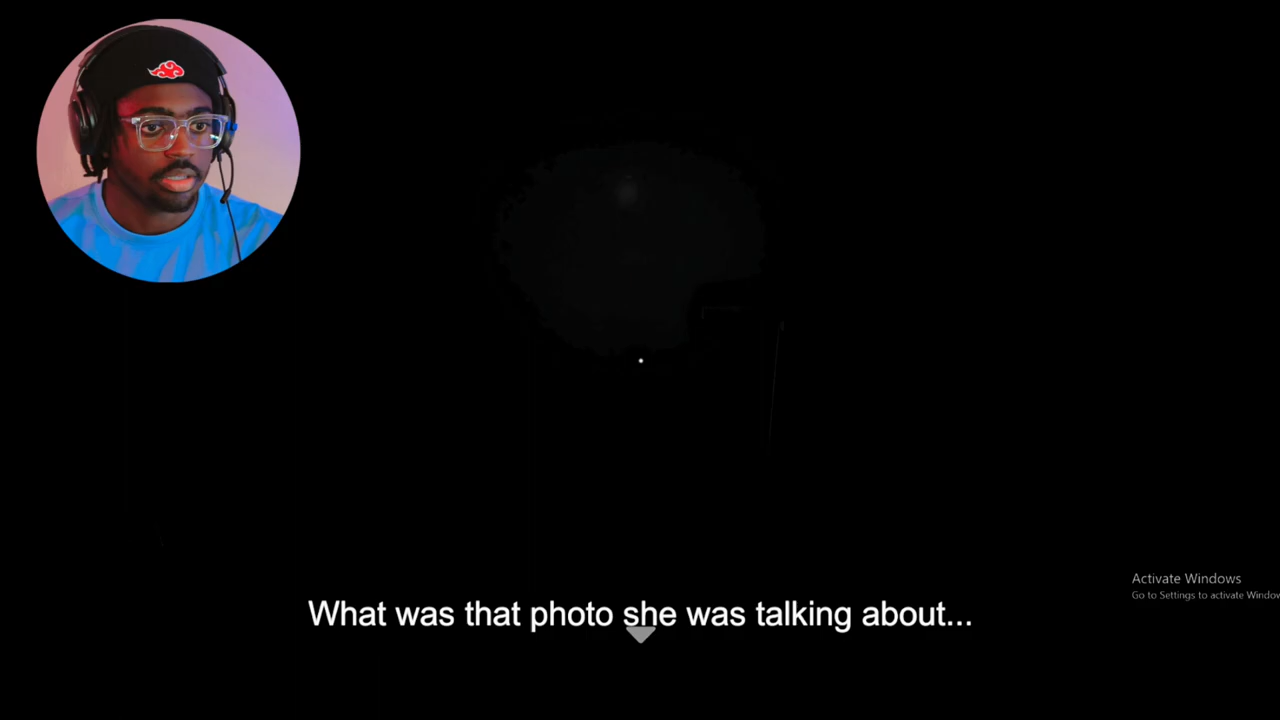 What was that photo she was talking about...
Activate Windows
Go to Settings to activate Window